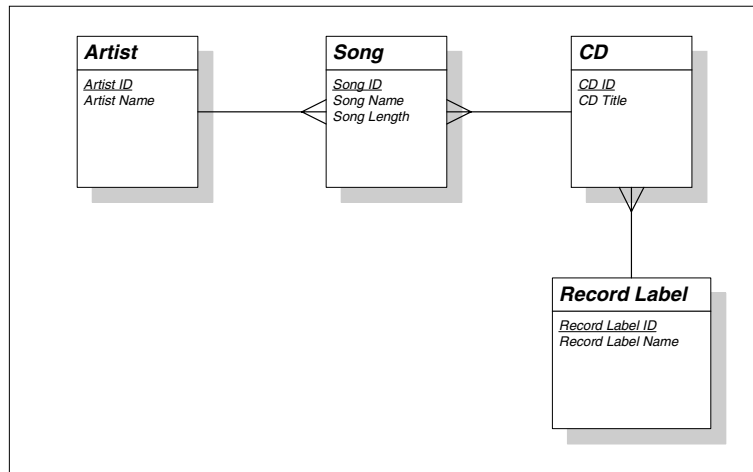 Artist
Artist ID
Artist Name
Song
Song ID
Song Name
Song Length
CD
CD ID
CD Title
Record Label
Record Label ID
Record Label Name